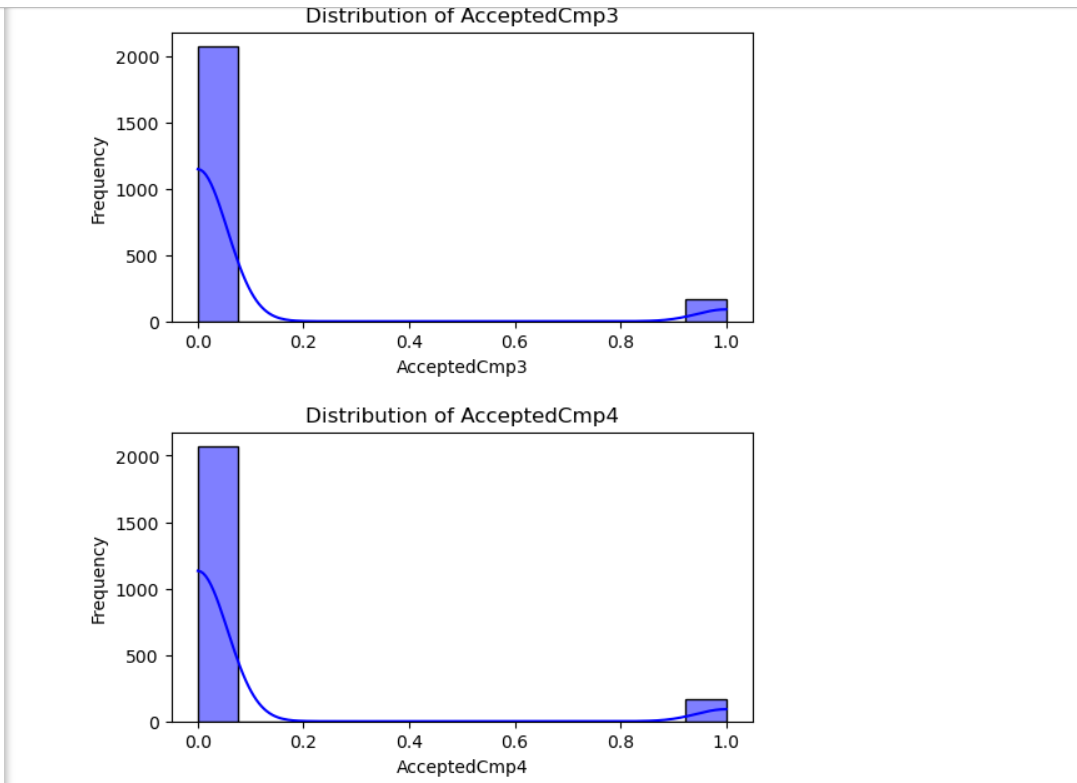 Distribution of AcceptedCmp3
2000
1500
1000
500
0
Frequency
0.0 0.2 0.4 0.6 0.8 1.0
AcceptedCmp3
Distribution of AcceptedCmp4
2000
1500
1000
500
0
Frequency
0.0 0.2 0.4 0.6 0.8 1.0
AcceptedCmp4